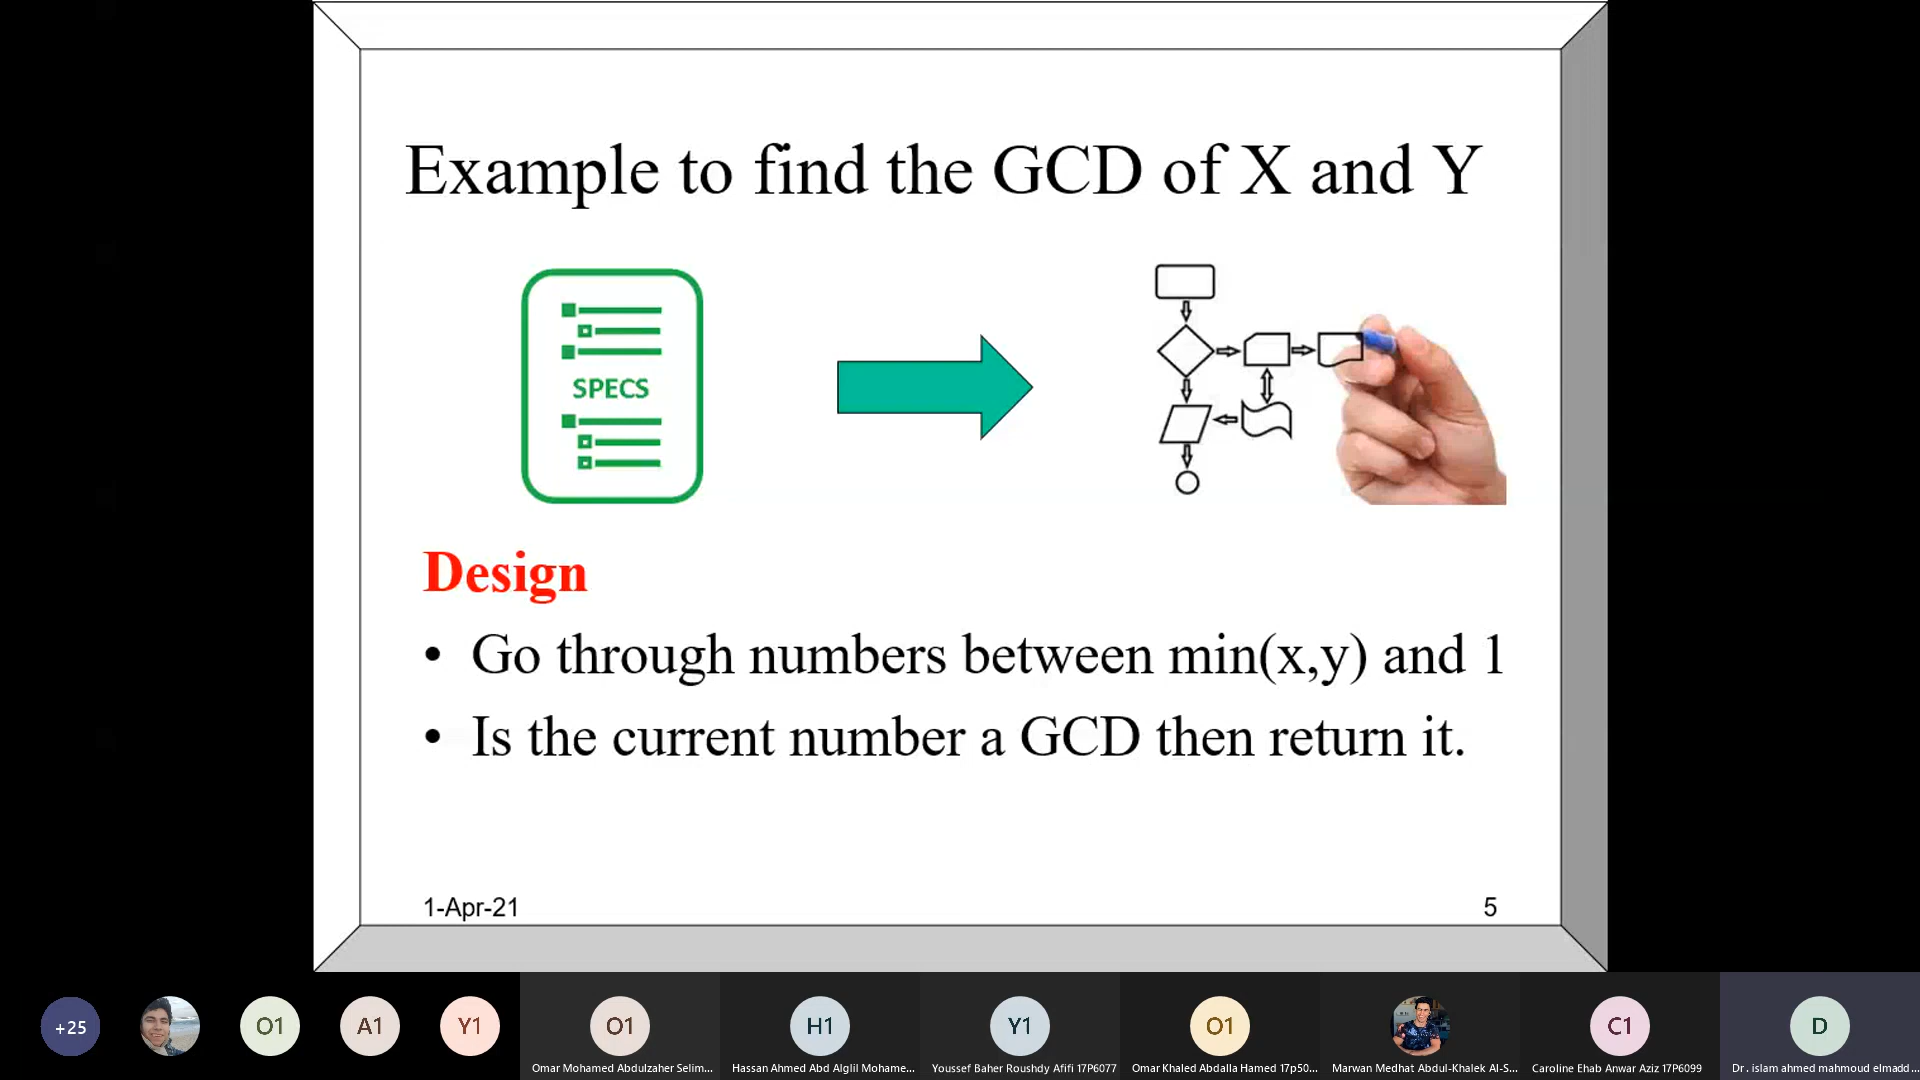 Example to find the GCD of X and Y
SPECS
Design
• Go through numbers between min(x,y) and 1
• Is the current number a GCD then return it.
1-Apr-21
5
+25
O1
A1
Y1
O1
H1
Y1
O1
C1
D
Omar Mohamed Abdulzaher Selim...
Hassan Ahmed Abd Alglil Mohame...
Youssef Baher Roushdy Afifi 17P6077
Omar Khaled Abdalla Hamed 17p50...
Marwan Medhat Abdul-Khalek Al-S...
Caroline Ehab Anwar Aziz 17P6099
Dr. islam ahmed mahmoud elmadd...